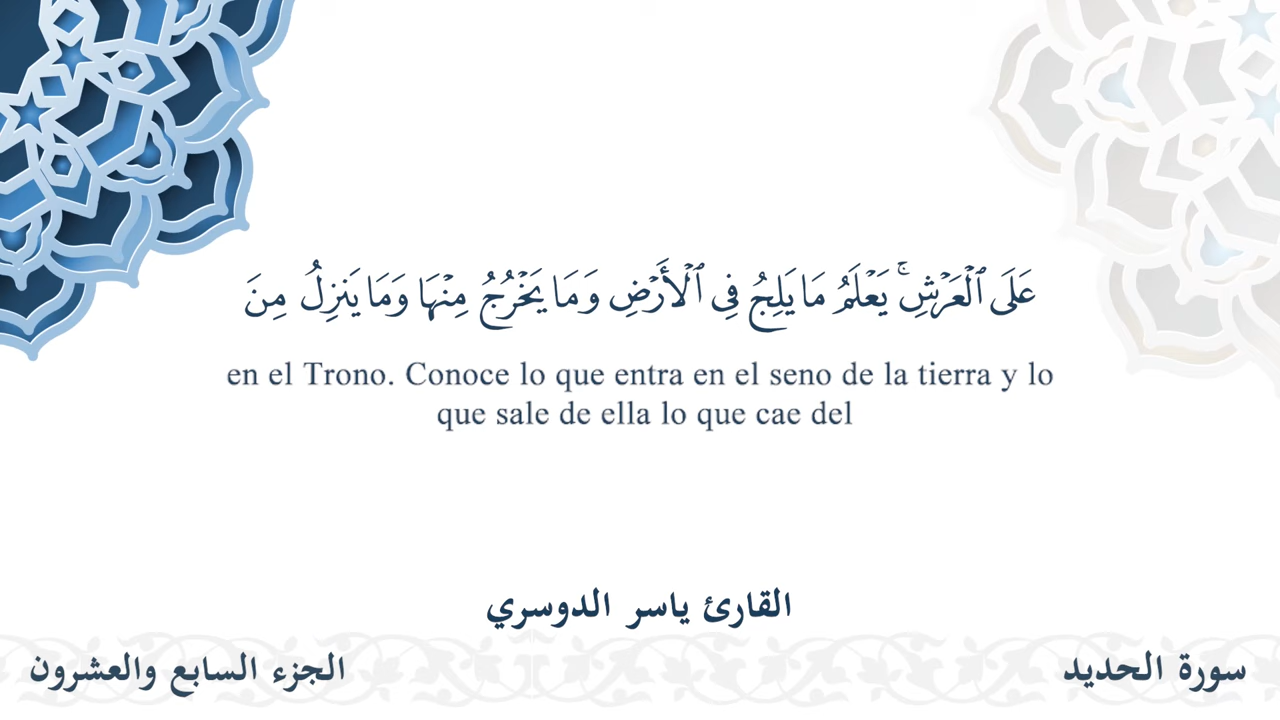 عَلَى ٱلْعَرْشِ ۚ يَعْلَمُ مَا يَلِجُ فِى ٱلْأَرْضِ وَمَا يَخْرُجُ مِنْهَا وَمَا يَنزِلُ مِنَ
en el Trono. Conoce lo que entra en el seno de la tierra y lo
que sale de ella lo que cae del
القارئ ياسر الدوسري
سورة الحديد
الجزء السابع والعشرون